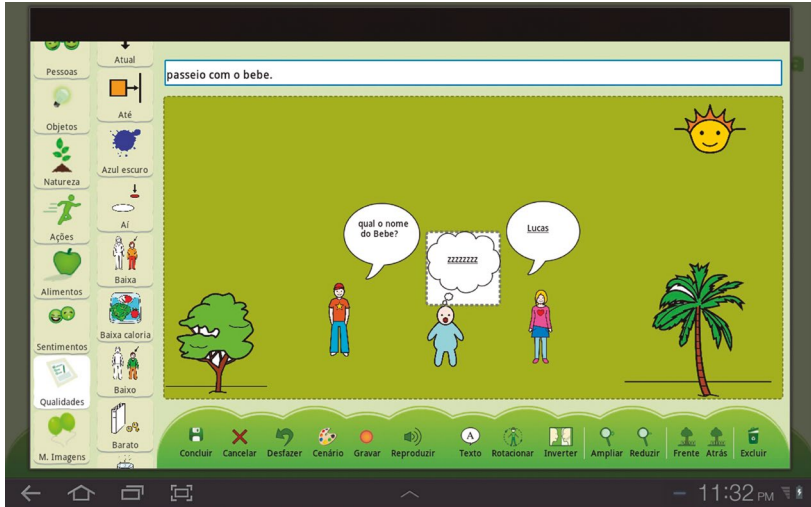 passeio com o bebe.
Pessoas
Objetos
Natureza
Ações
Alimentos
Sentimentos
Qualidades
M. Imagens
Atual
Até
Azul escuro
Aí
Baixa
Baixa caloria
Baixo
Barato
qual o nome
do Bebe?
zzzzzzzz
Lucas
Concluir Cancelar Desfazer Cenário Gravar Reproduzir A Texto Rotacionar Inverter Ampliar Reduzir Frente Atrás Excluir
11:32 PM